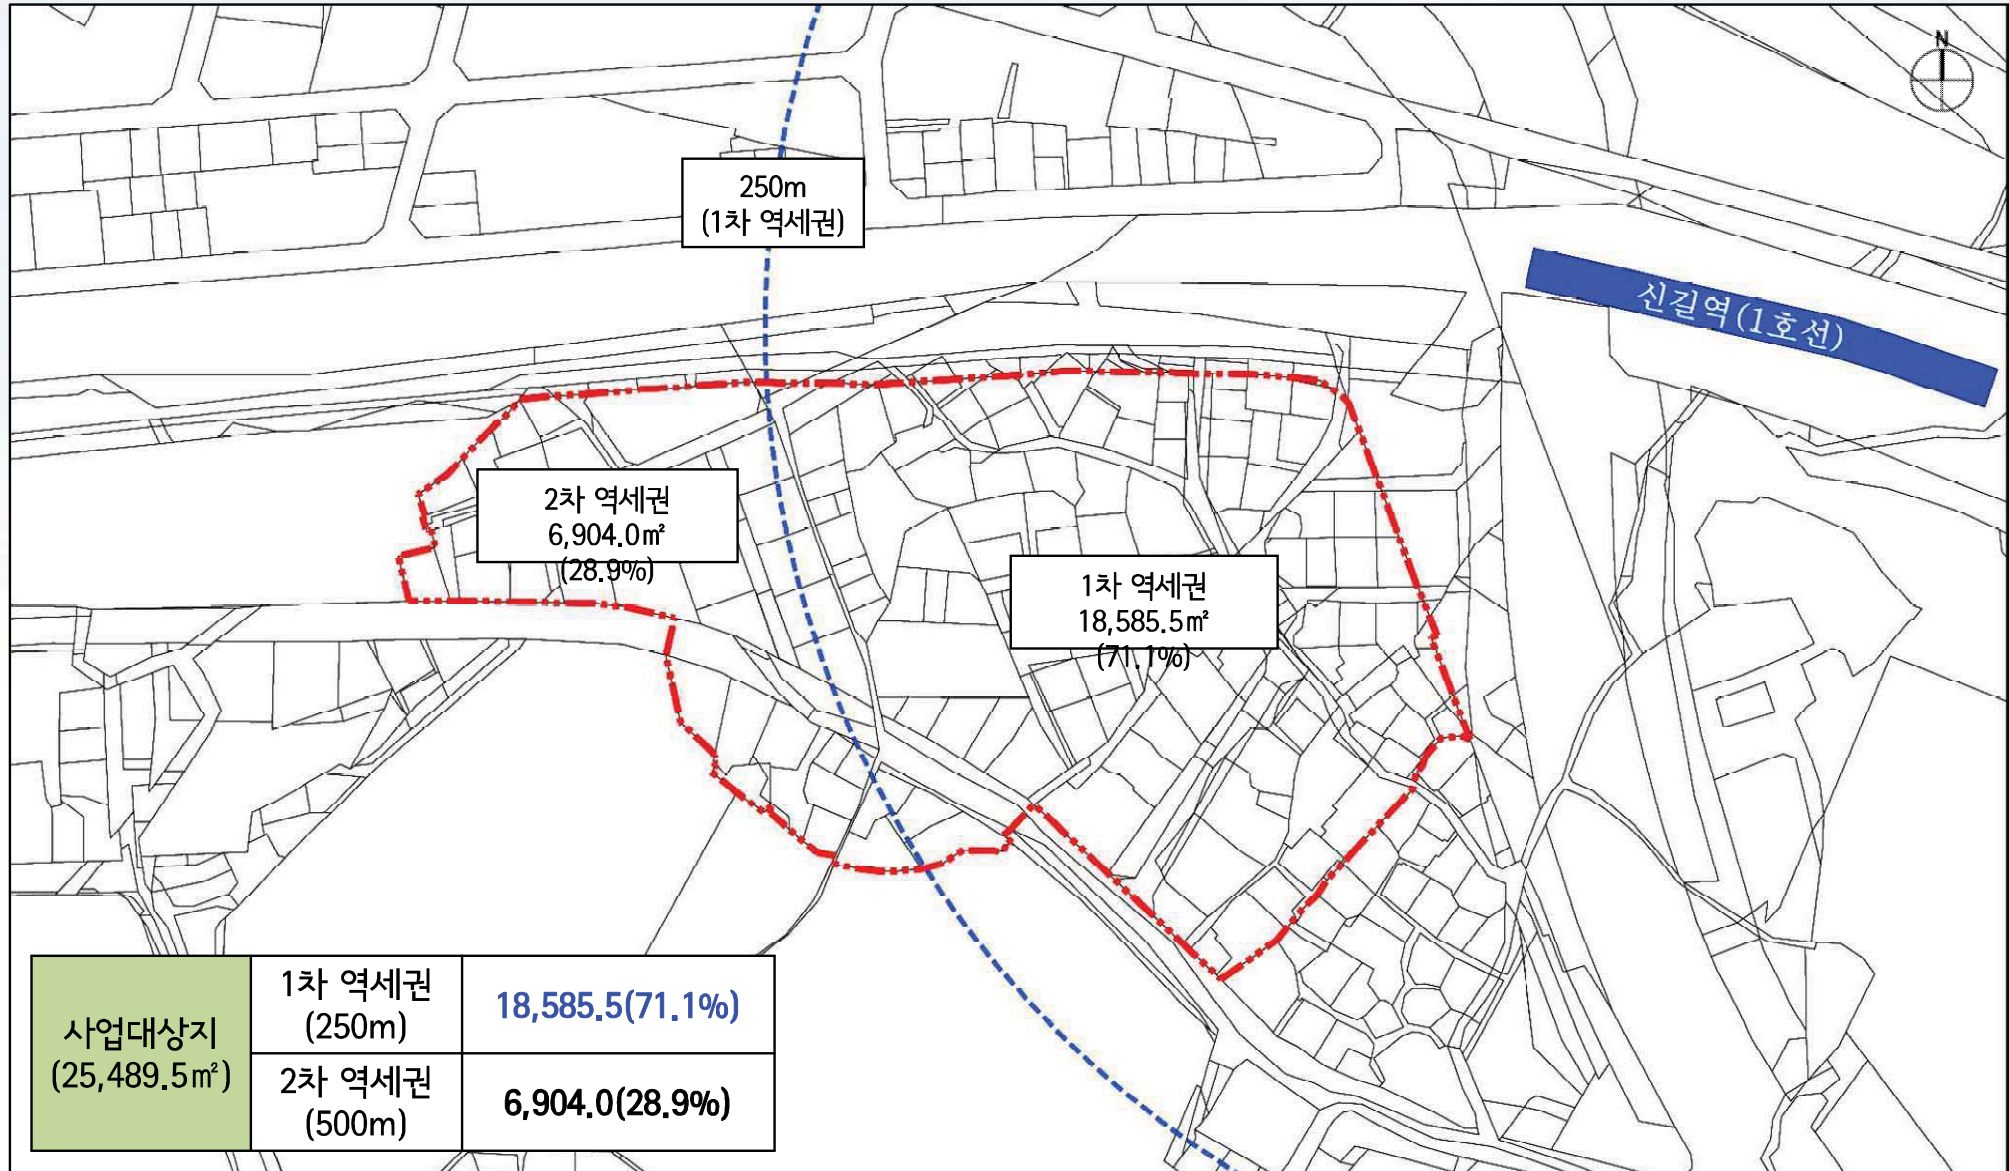 N
250m
(1차 역세권)
신길역(1호선)
2차 역세권
6,904.0㎡
(28.9%)
1차 역세권
18,585.5㎡
(71.1%)
사업대상지
(25,489.5㎡)
1차 역세권
(250m)
18,585.5(71.1%)
2차 역세권
(500m)
6,904.0(28.9%)